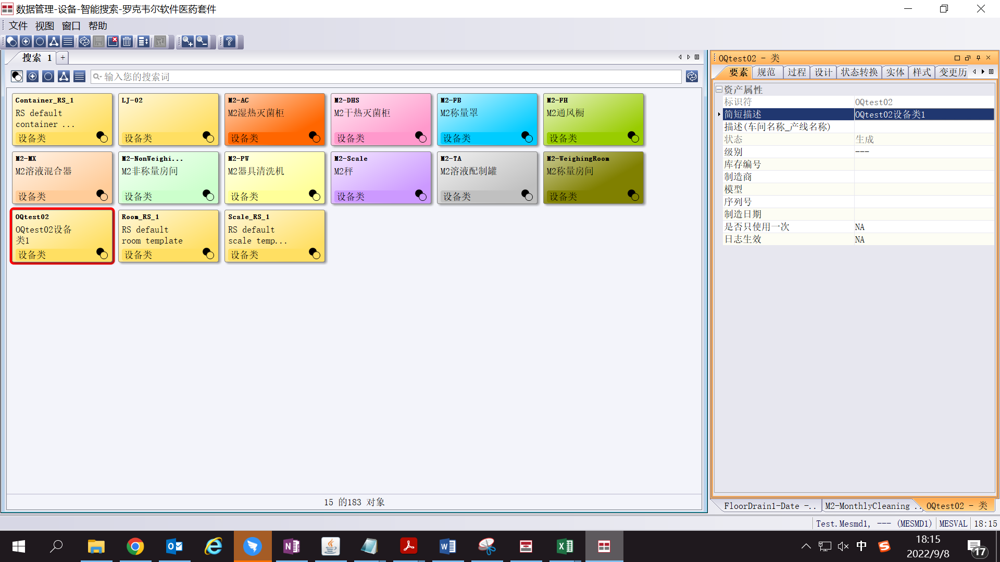 数据管理-设备-智能搜索-罗克韦尔软件医药套件
文件 视图 窗口 帮助
搜索 1 +
输入您的搜索词
Container_RS_1
RS default
container ...
设备类
LJ-02
设备类
M2-AC
M2湿热灭菌柜
设备类
M2-DHS
M2干热灭菌柜
设备类
M2-FB
M2称量罩
设备类
M2-FH
M2通风橱
设备类
M2-MX
M2溶液混合器
设备类
M2-NonWeighi...
M2非称量房间
设备类
M2-PW
M2器具清洗机
设备类
M2-Scale
M2秤
设备类
M2-TA
M2溶液配制罐
设备类
M2-WeighingRoom
M2称量房间
设备类
OQtest02
OQtest02设备
类1
设备类
Room_RS_1
RS default
room template
设备类
Scale_RS_1
RS default
scale temp...
设备类
15 的183 对象
OQtest02 - 类
要素 规范 过程 设计 状态转换 实体 样式 变更历
资产属性
标识符 OQtest02
简短描述 OQtest02设备类1
描述(车间名称_产线名称)
状态 生成
级别 ---
库存编号
制造商
模型
序列号
制造日期
是否只使用一次 NA
日志生效 NA
FloorDrain1-Date -.. M2-MonthlyCleaning .. OQtest02 - 类
Test.Mesmd1, --- (MESMD1) MESVAL 18:15
中
18:15
2022/9/8
17